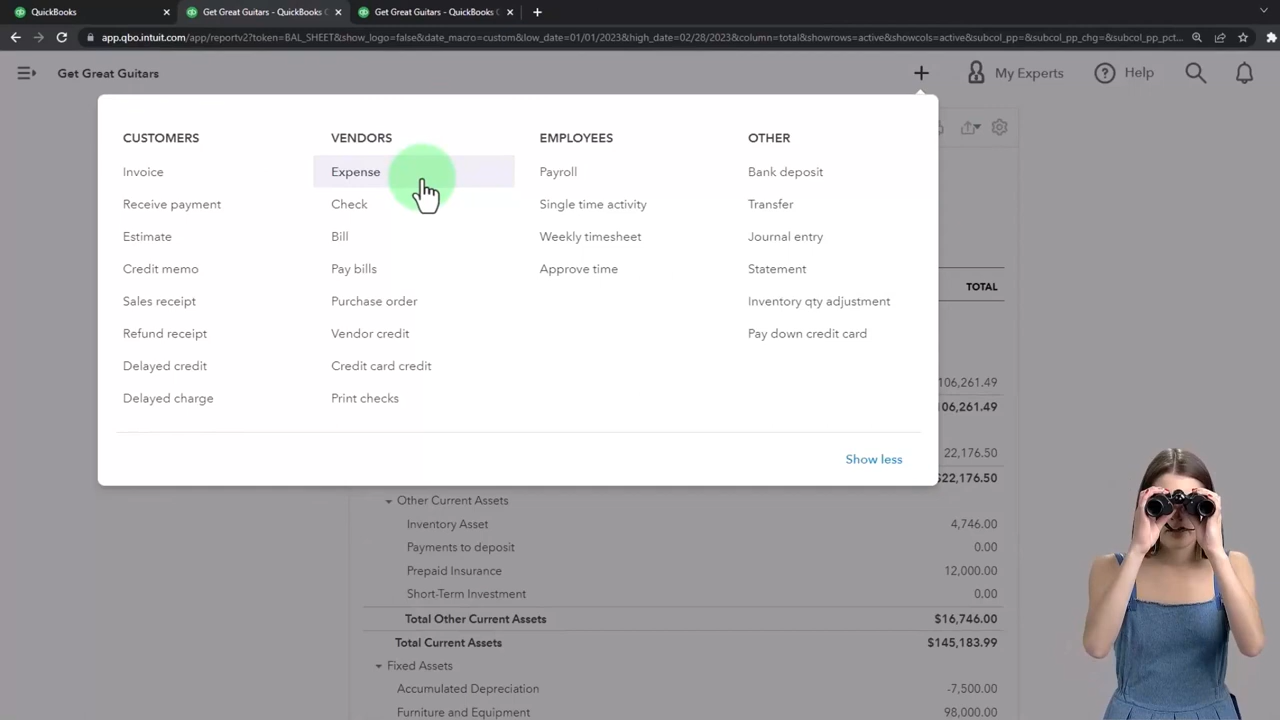 QuickBooks
Get Great Guitars - QuickBooks
Get Great Guitars - QuickBooks
app.qbo.intuit.com/app/reportv2?token=BAL_SHEET&show_logo=false&date_macro=custom&low_date=01/01/2023&high_date=02/28/2023&column=total&showrows=active&showcols=active&subcol_pp=&subcol_pp_chg=&subcol_pp_pct...
Get Great Guitars
My Experts
Help
CUSTOMERS VENDORS EMPLOYEES OTHER
Invoice Expense Payroll Bank deposit
Receive payment Check Single time activity Transfer
Estimate Bill Weekly timesheet Journal entry
Credit memo Pay bills Approve time Statement
Sales receipt Purchase order Inventory qty adjustment
Refund receipt Vendor credit Pay down credit card
Delayed credit Credit card credit
Delayed charge Print checks
Show less
TOTAL
106,261.49
106,261.49
22,176.50
$22,176.50
Other Current Assets
Inventory Asset 4,746.00
Payments to deposit 0.00
Prepaid Insurance 12,000.00
Short-Term Investment 0.00
Total Other Current Assets $16,746.00
Total Current Assets $145,183.99
Fixed Assets
Accumulated Depreciation -7,500.00
Furniture and Equipment 98,000.00